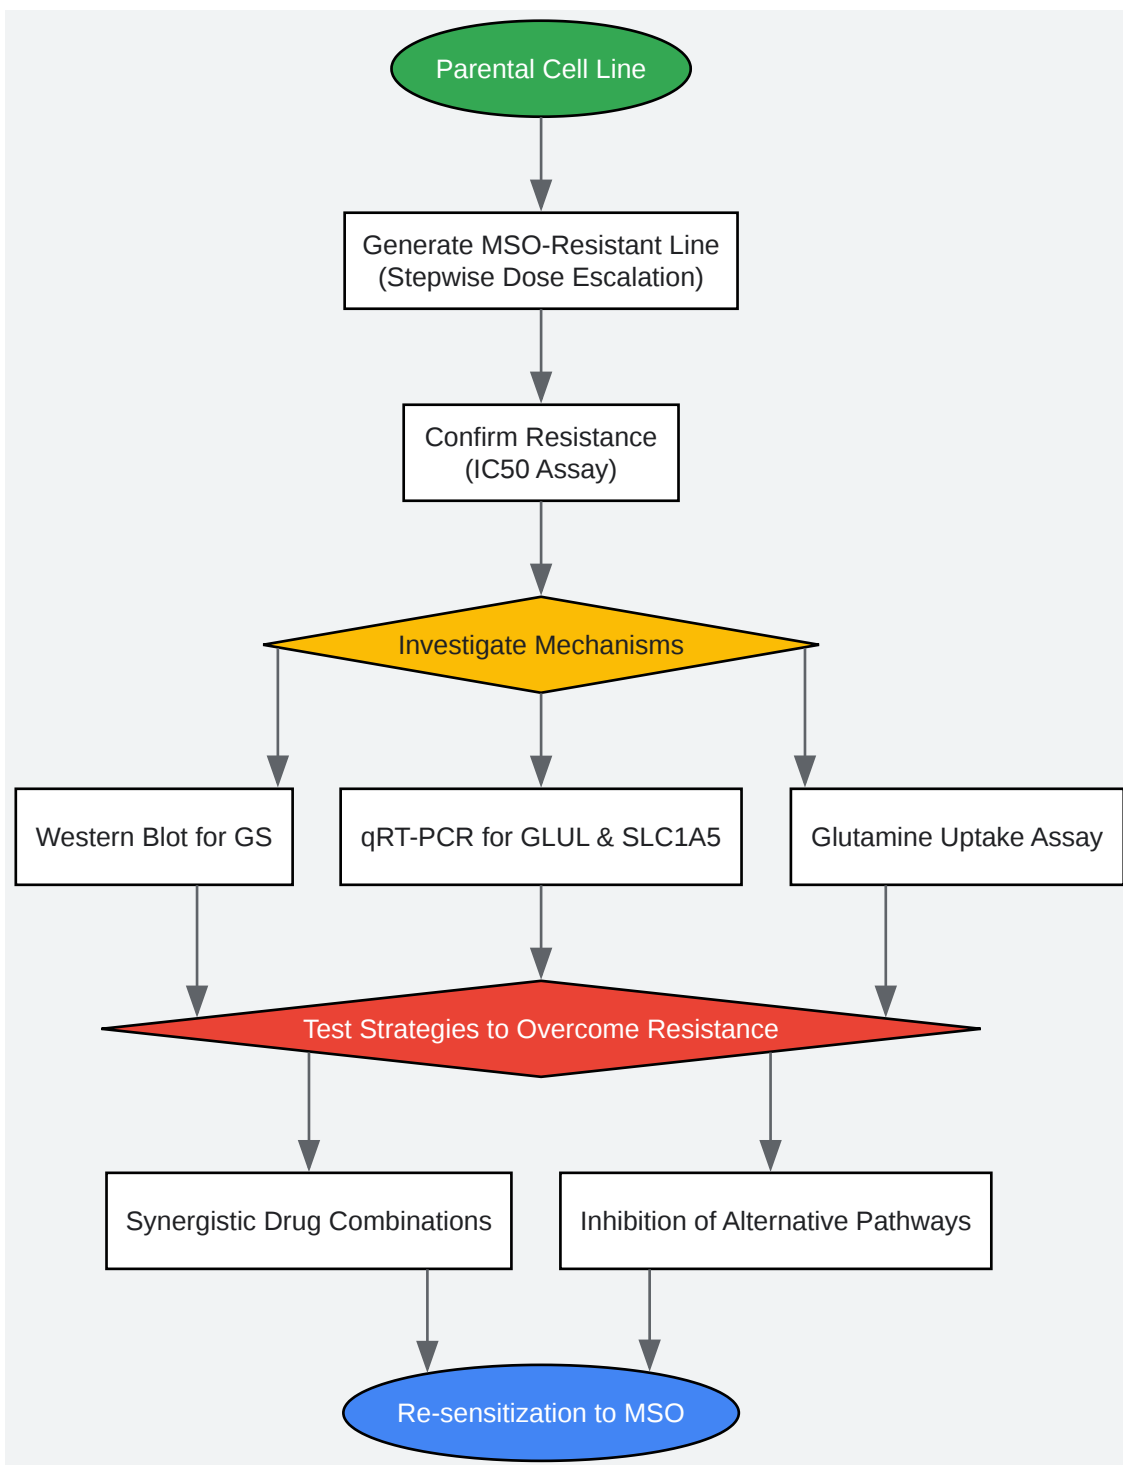 Parental Cell Line
Generate MSO-Resistant Line
(Stepwise Dose Escalation)
Confirm Resistance
(IC50 Assay)
Investigate Mechanisms
Western Blot for GS
qRT-PCR for GLUL & SLC1A5
Glutamine Uptake Assay
Test Strategies to Overcome Resistance
Synergistic Drug Combinations
Inhibition of Alternative Pathways
Re-sensitization to MSO